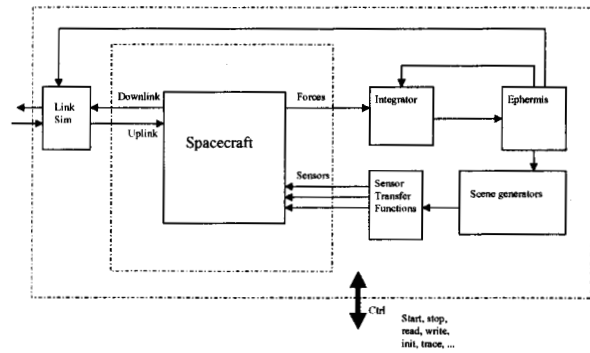 Link
Sim
Downlink
Uplink
Spacecraft
Forces
Integrator
Ephermis
Sensors
Sensor
Transfer
Functions
Scene generators
Ctrl
Start, stop,
read, write,
init, trace, ...